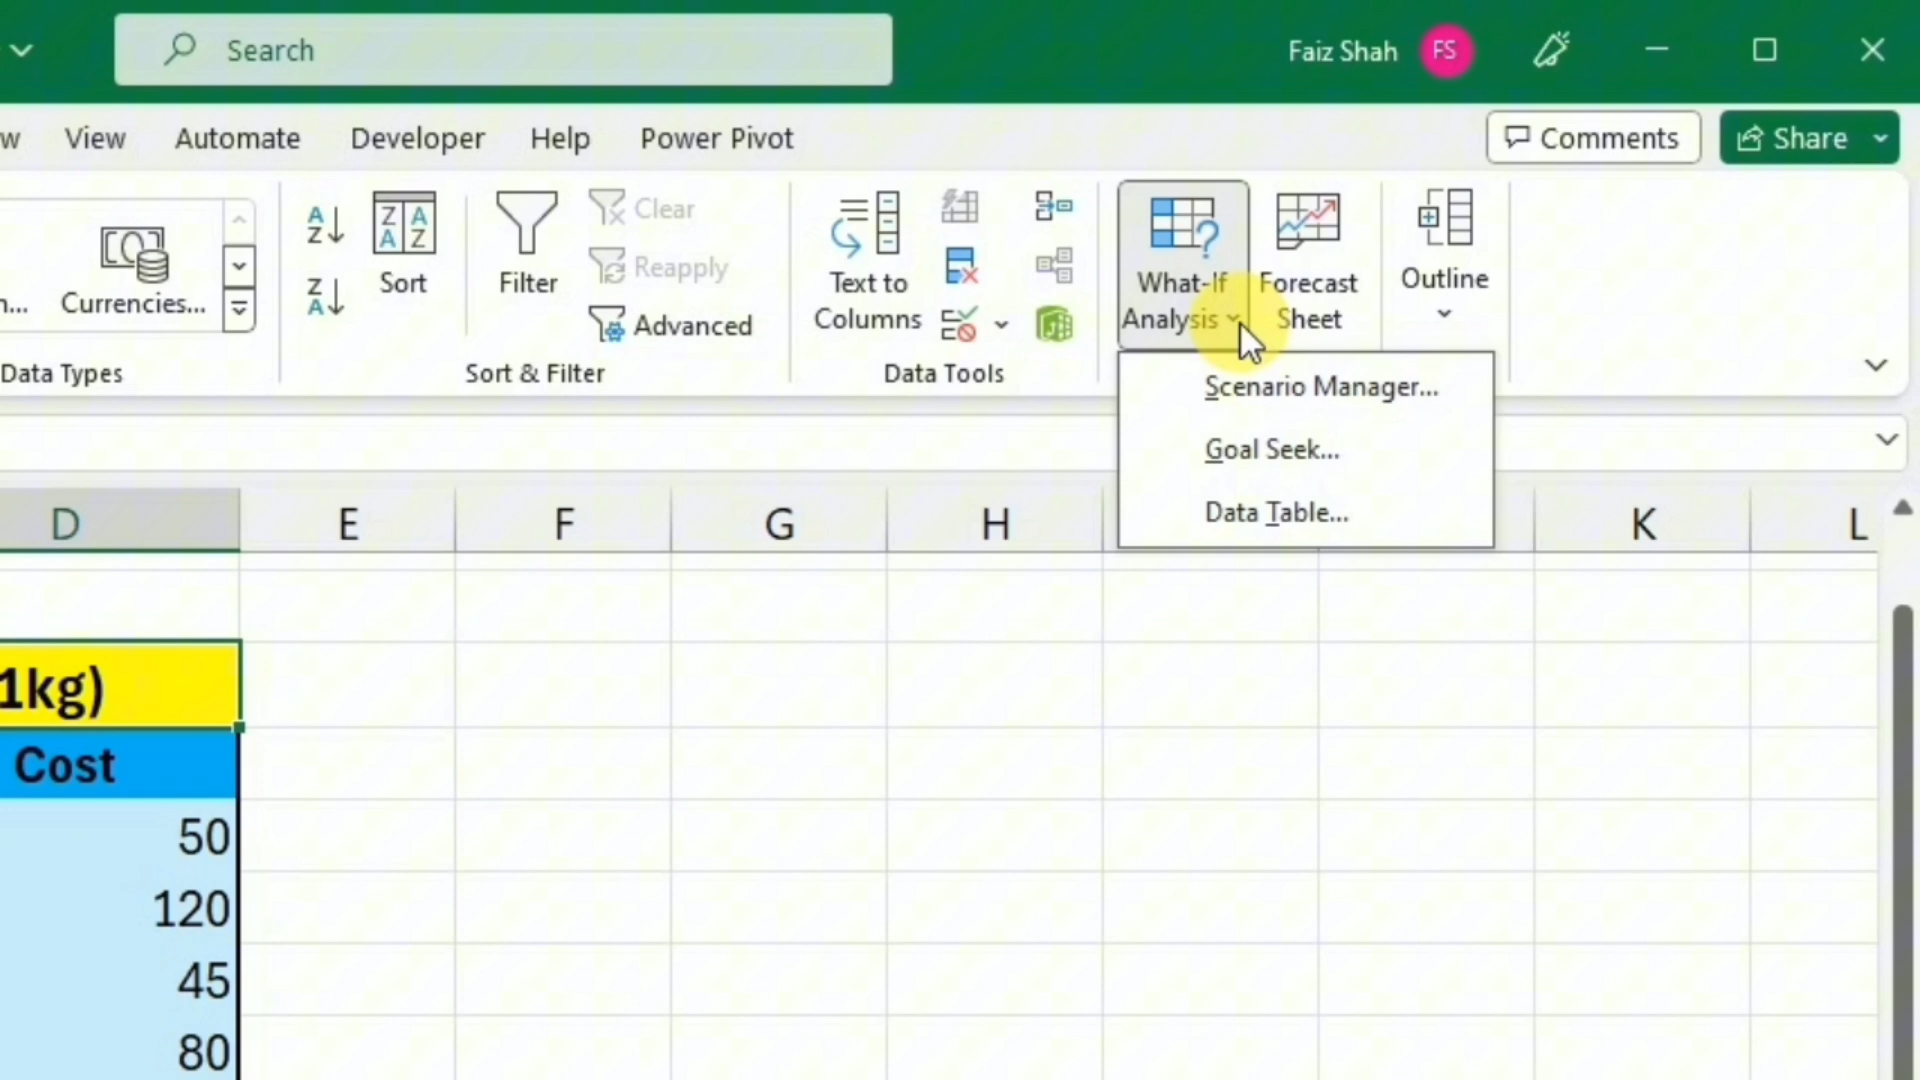 Search
Faiz Shah FS
w View Automate Developer Help Power Pivot
Comments Share
n... Currencies...
Data Types
Sort
Filter
Clear
Reapply
Advanced
Sort & Filter
Text to
Columns
Data Tools
What-If
Analysis
Forecast
Sheet
Outline
Scenario Manager...
Goal Seek...
Data Table...
D E F G H K L
1kg)
Cost
50
120
45
80